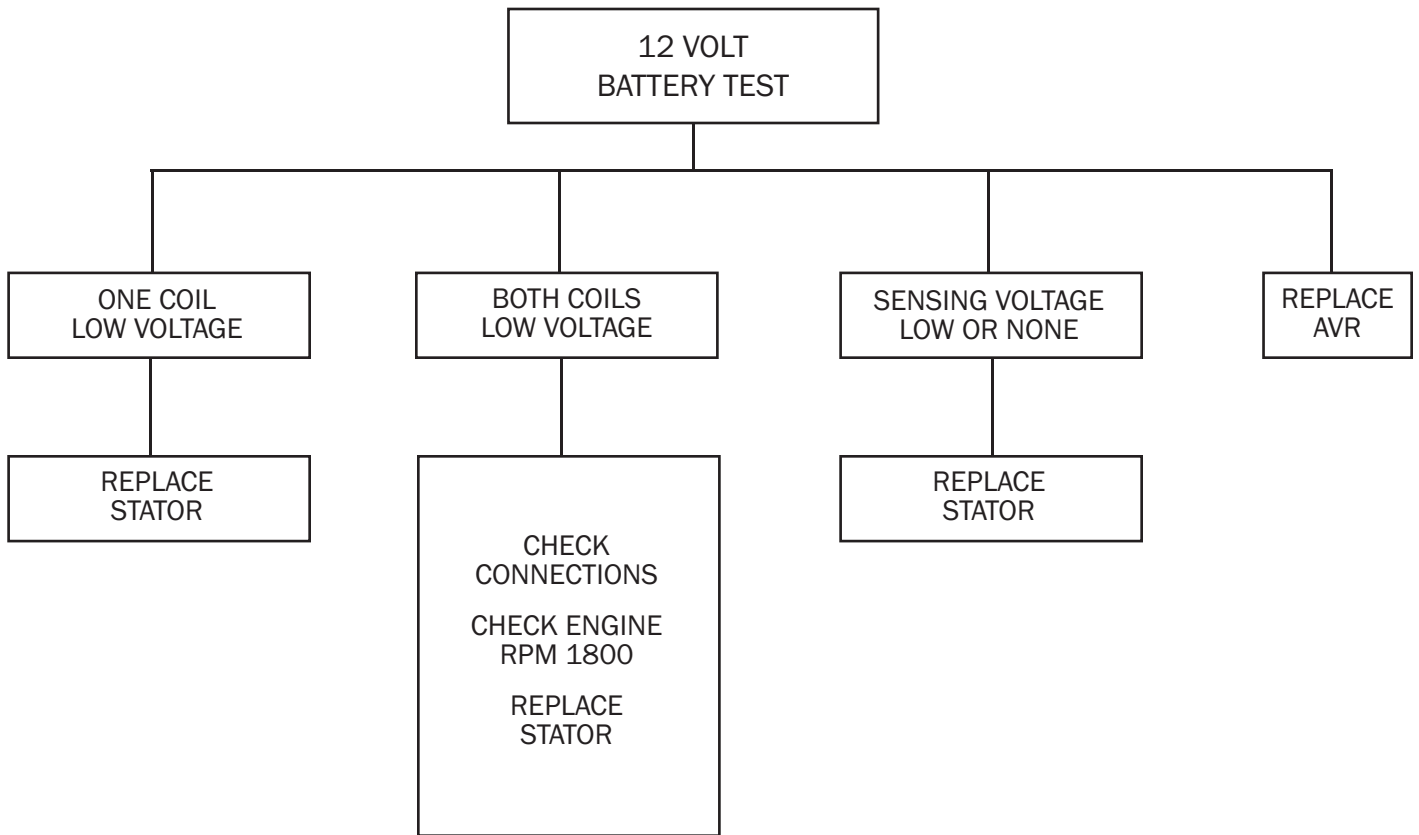 12 VOLT
BATTERY TEST
ONE COIL
LOW VOLTAGE
BOTH COILS
LOW VOLTAGE
SENSING VOLTAGE
LOW OR NONE
REPLACE
AVR
REPLACE
STATOR
CHECK
CONNECTIONS
CHECK ENGINE
RPM 1800
REPLACE
STATOR
REPLACE
STATOR